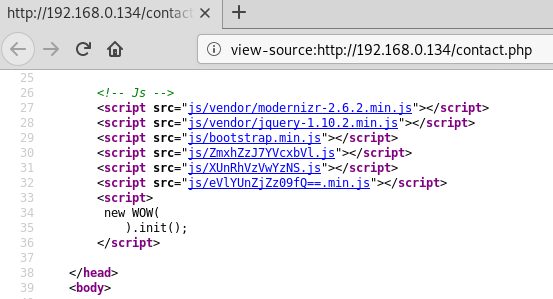 http://192.168.0.134/contact ×
view-source:http://192.168.0.134/contact.php
25
26 <!-- Js -->
27 <script src="js/vendor/modernizr-2.6.2.min.js"></script>
28 <script src="js/vendor/jquery-1.10.2.min.js"></script>
29 <script src="js/bootstrap.min.js"></script>
30 <script src="js/ZmxhZzJ7YVcxbVl.js"></script>
31 <script src="js/XUnRhVzVwYzNS.js"></script>
32 <script src="js/eVlYUnZjZz09fQ==.min.js"></script>
33 <script>
34 new WOW(
35 ).init();
36 </script>
37
38 </head>
39 <body>